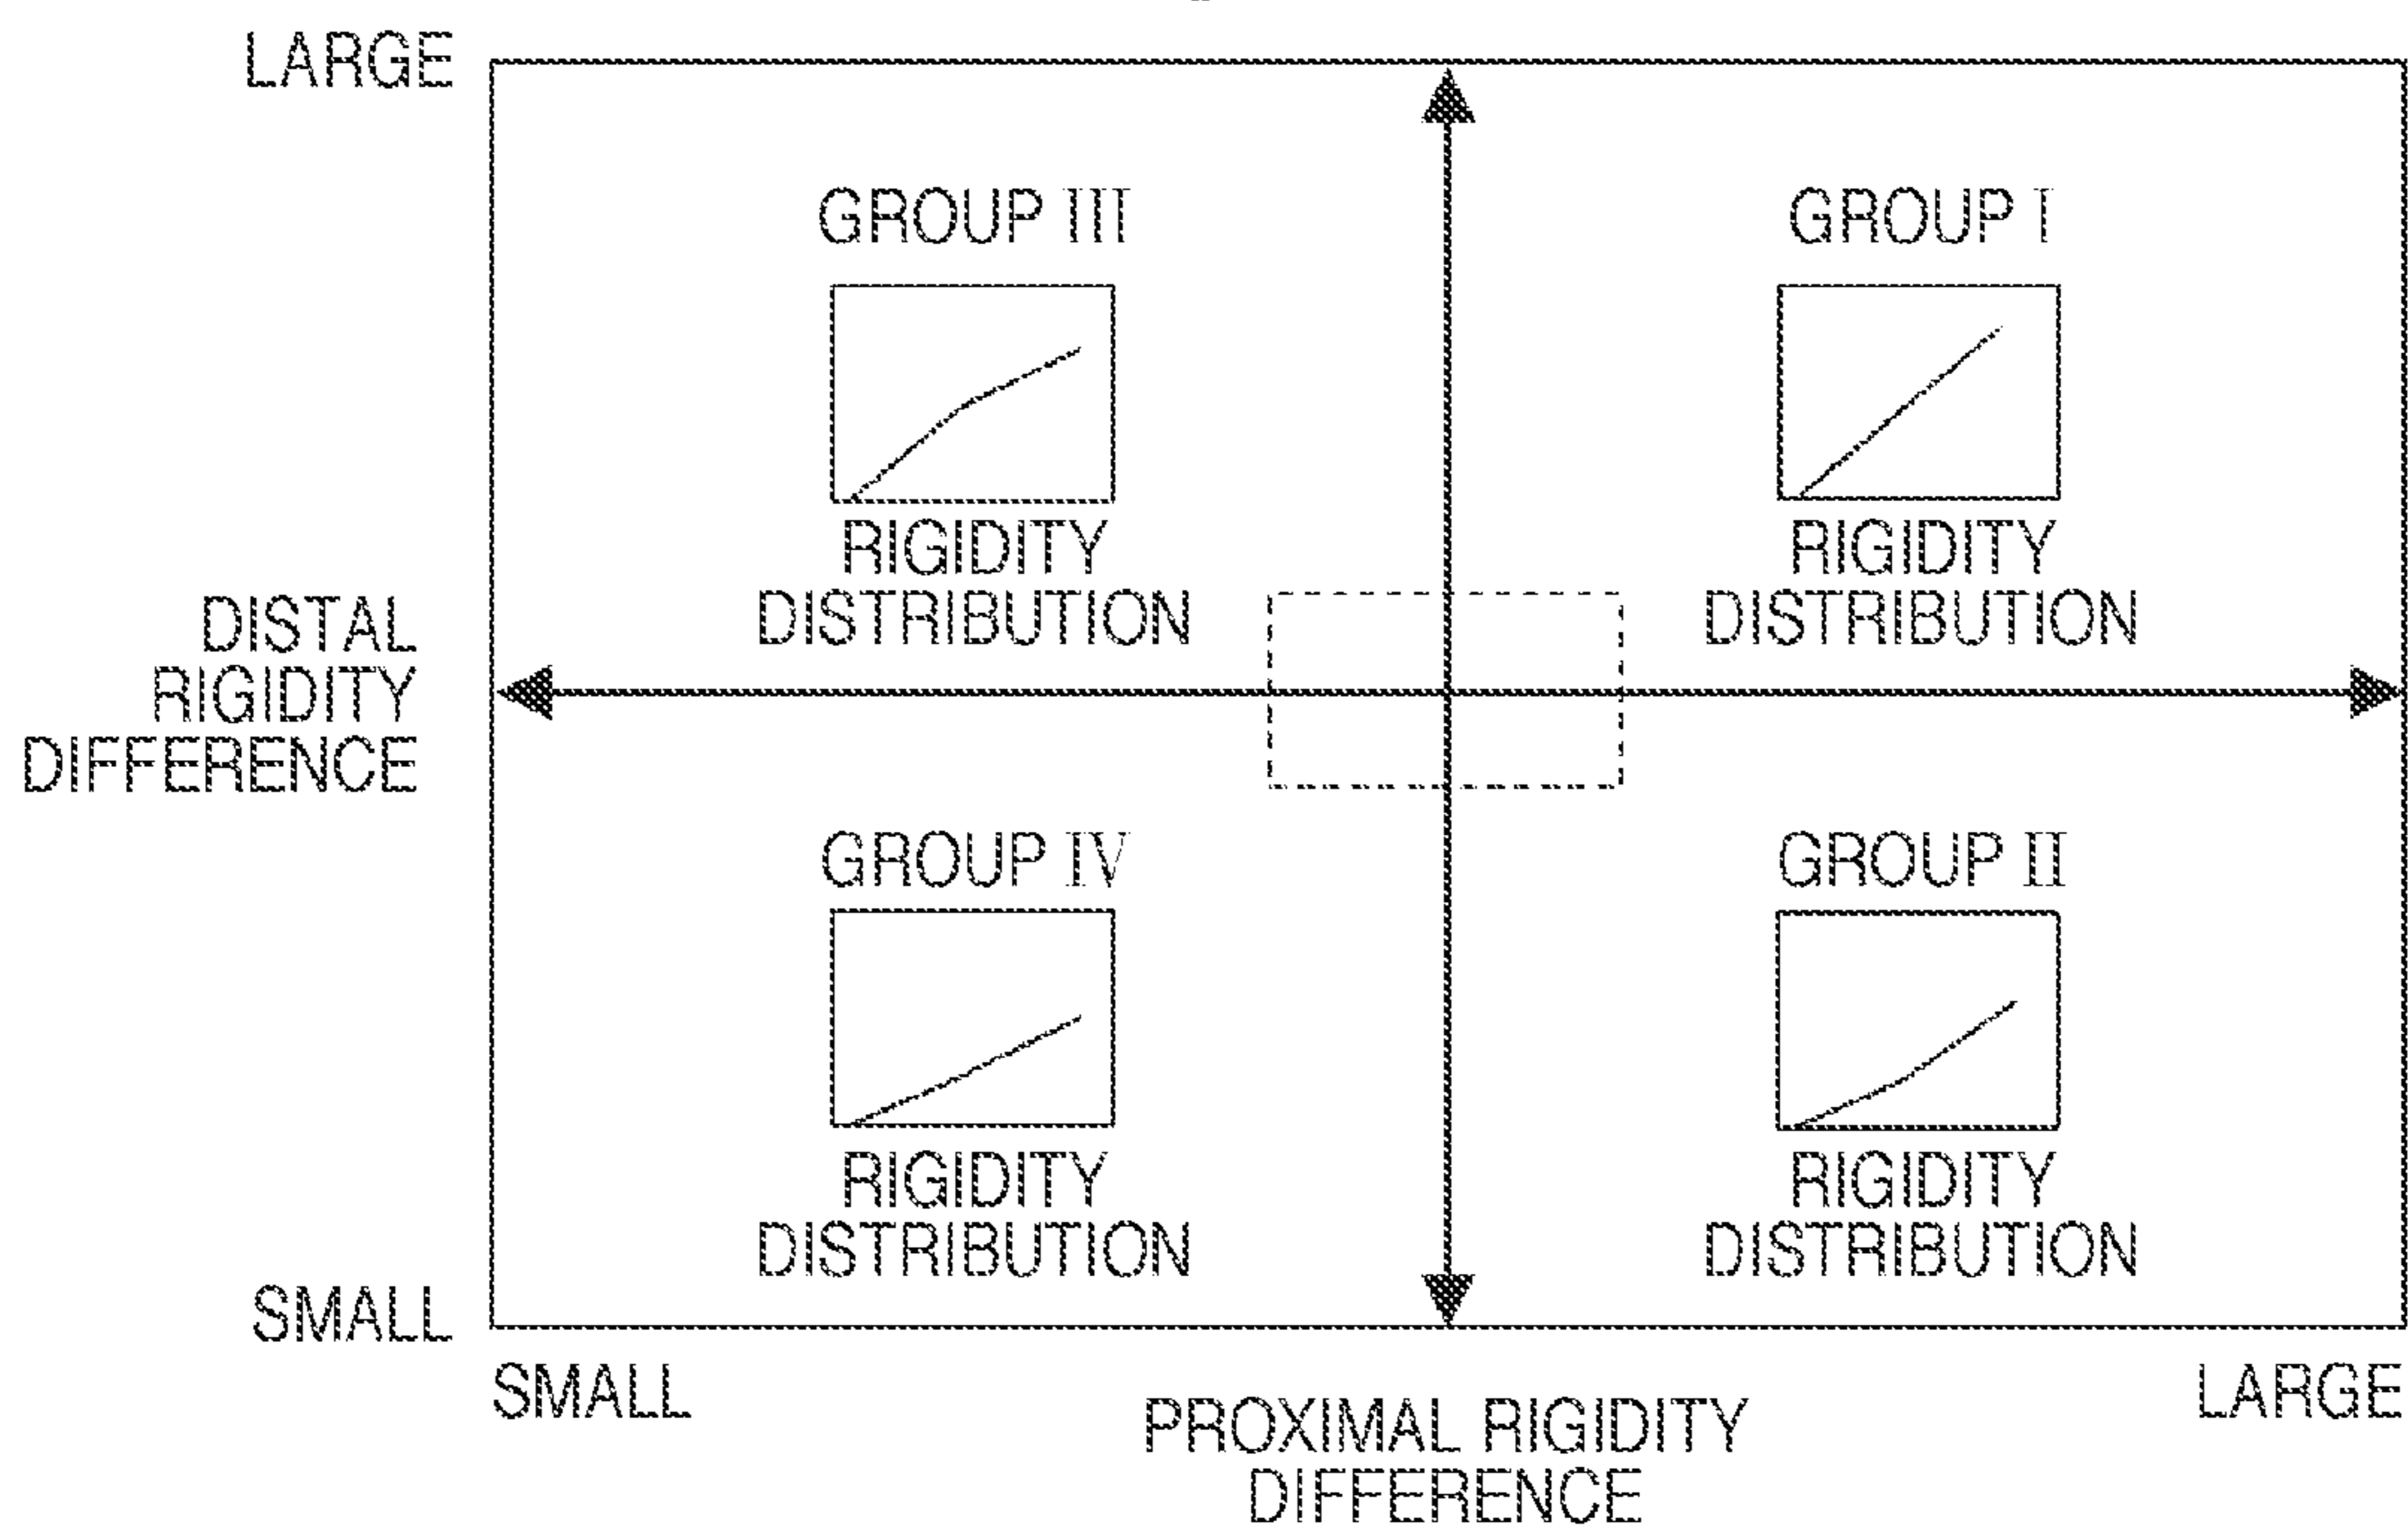 LARGE
GROUP III
RIGIDITY
DISTRIBUTION
GROUP I
RIGIDITY
DISTRIBUTION
DISTAL
RIGIDITY
DIFFERENCE
GROUP IV
RIGIDITY
DISTRIBUTION
GROUP II
RIGIDITY
DISTRIBUTION
SMALL
SMALL
PROXIMAL RIGIDITY
DIFFERENCE
LARGE